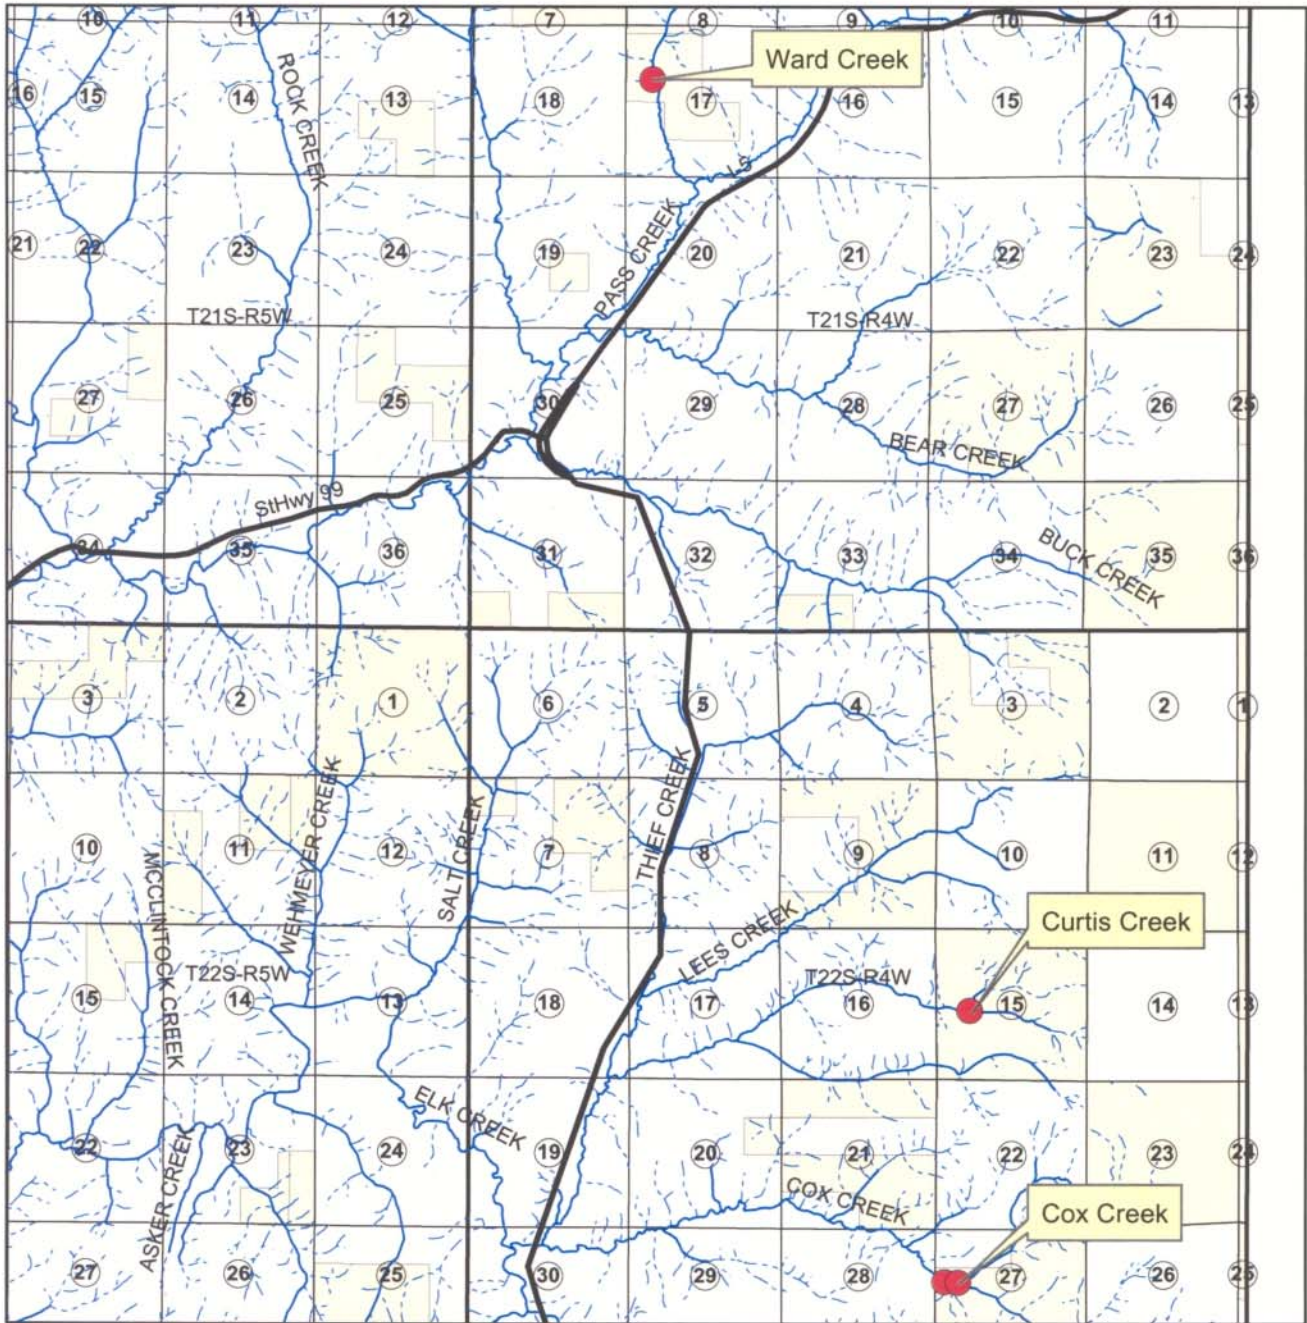 10 11 12 7 8 9 10 11
Ward Creek
16 15 14 13 18 17 16 15 14 13
ROCK CREEK
I-5
PASS CREEK
21 22 23 24 19 20 21 22 23 24
T21S-R5W
T21S-R4W
27 26 25 30 29 28 27 26 25
BEAR CREEK
StHwy 99
34 35 36 31 32 33 34 35 36
BUCK CREEK
3 2 1 6 5 4 3 2 1
WEHMEYER CREEK
SALT CREEK
THIEF CREEK
10 11 12 7 8 9 10 11 12
MCCLINTOCK CREEK
LEES CREEK
Curtis Creek
T22S-R5W
T22S-R4W
15 14 13 18 17 16 15 14 13
ELK CREEK
22 23 24 19 20 21 22 23 24
ASKER CREEK
COX CREEK
Cox Creek
27 26 25 30 29 28 27 26 25